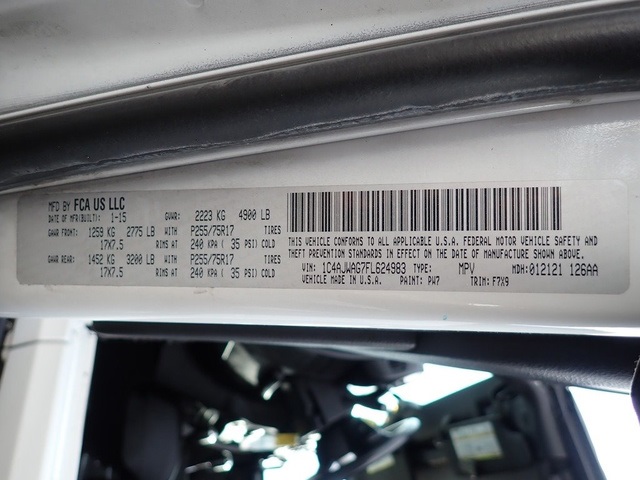 MFD BY FCA US LLC
DATE OF MFR(BUILT): 1-15 GVWR: 2223 KG 4900 LB
GAWR FRONT: 1259 KG 2775 LB WITH P255/75R17 TIRES
17X7.5 RIMS AT 240 KPA ( 35 PSI) COLD
GAWR REAR: 1452 KG 3200 LB WITH P255/75R17 TIRES
17X7.5 RIMS AT 240 KPA ( 35 PSI) COLD
THIS VEHICLE CONFORMS TO ALL APPLICABLE U.S.A. FEDERAL MOTOR VEHICLE SAFETY AND
THEFT PREVENTION STANDARDS IN EFFECT ON THE DATE OF MANUFACTURE SHOWN ABOVE.
VIN: 1C4AJWAG7FL624983 TYPE: MPV MDH: 012121 126AA
VEHICLE MADE IN U.S.A. PAINT: PW7 TRIM: F7X9